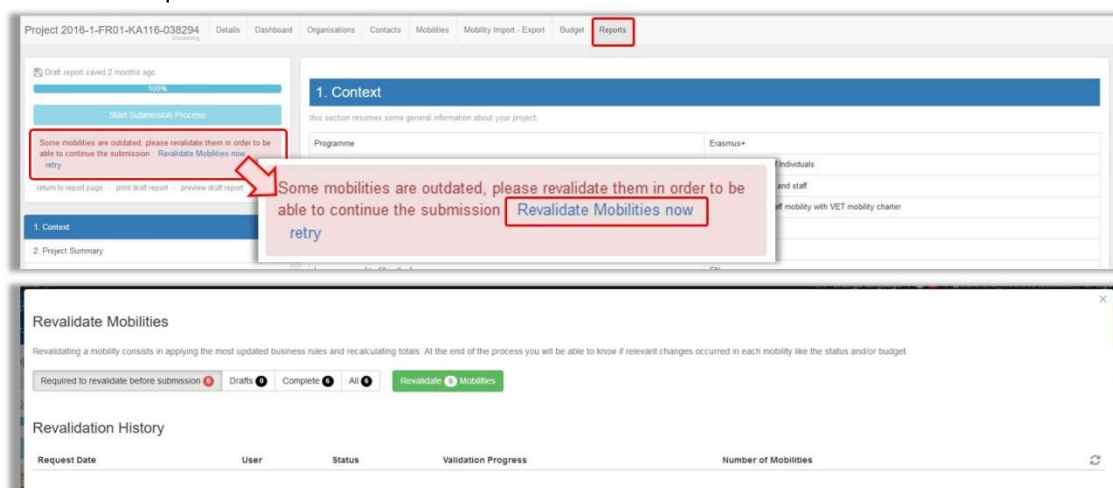 Project 2016-1-FR01-KA116-038294 Details Dashboard Organisations Contacts Mobilities Mobility Import - Export Budget Reports
processing
Draft report saved 2 months ago
100%
1. Context
Start Submission Process
this section resumes some general information about your project.
Some mobilities are outdated, please revalidate them in order to be
able to continue the submission Revalidate Mobilities now
retry
Programme Erasmus+
Individuals
return to report page - print draft report - preview draft report
and staff
aff mobility with VET mobility charter
Some mobilities are outdated, please revalidate them in order to be
able to continue the submission Revalidate Mobilities now
retry
1. Context
2. Project Summary
EN
Revalidate Mobilities
Revalidating a mobility consists in applying the most updated business rules and recalculating totals. At the end of the process you will be able to know if relevant changes occurred in each mobility like the status and/or budget.
Required to revalidate before submission 6 Drafts 0 Complete 6 All 6 Revalidate 6 Mobilities
Revalidation History
Request Date User Status Validation Progress Number of Mobilities